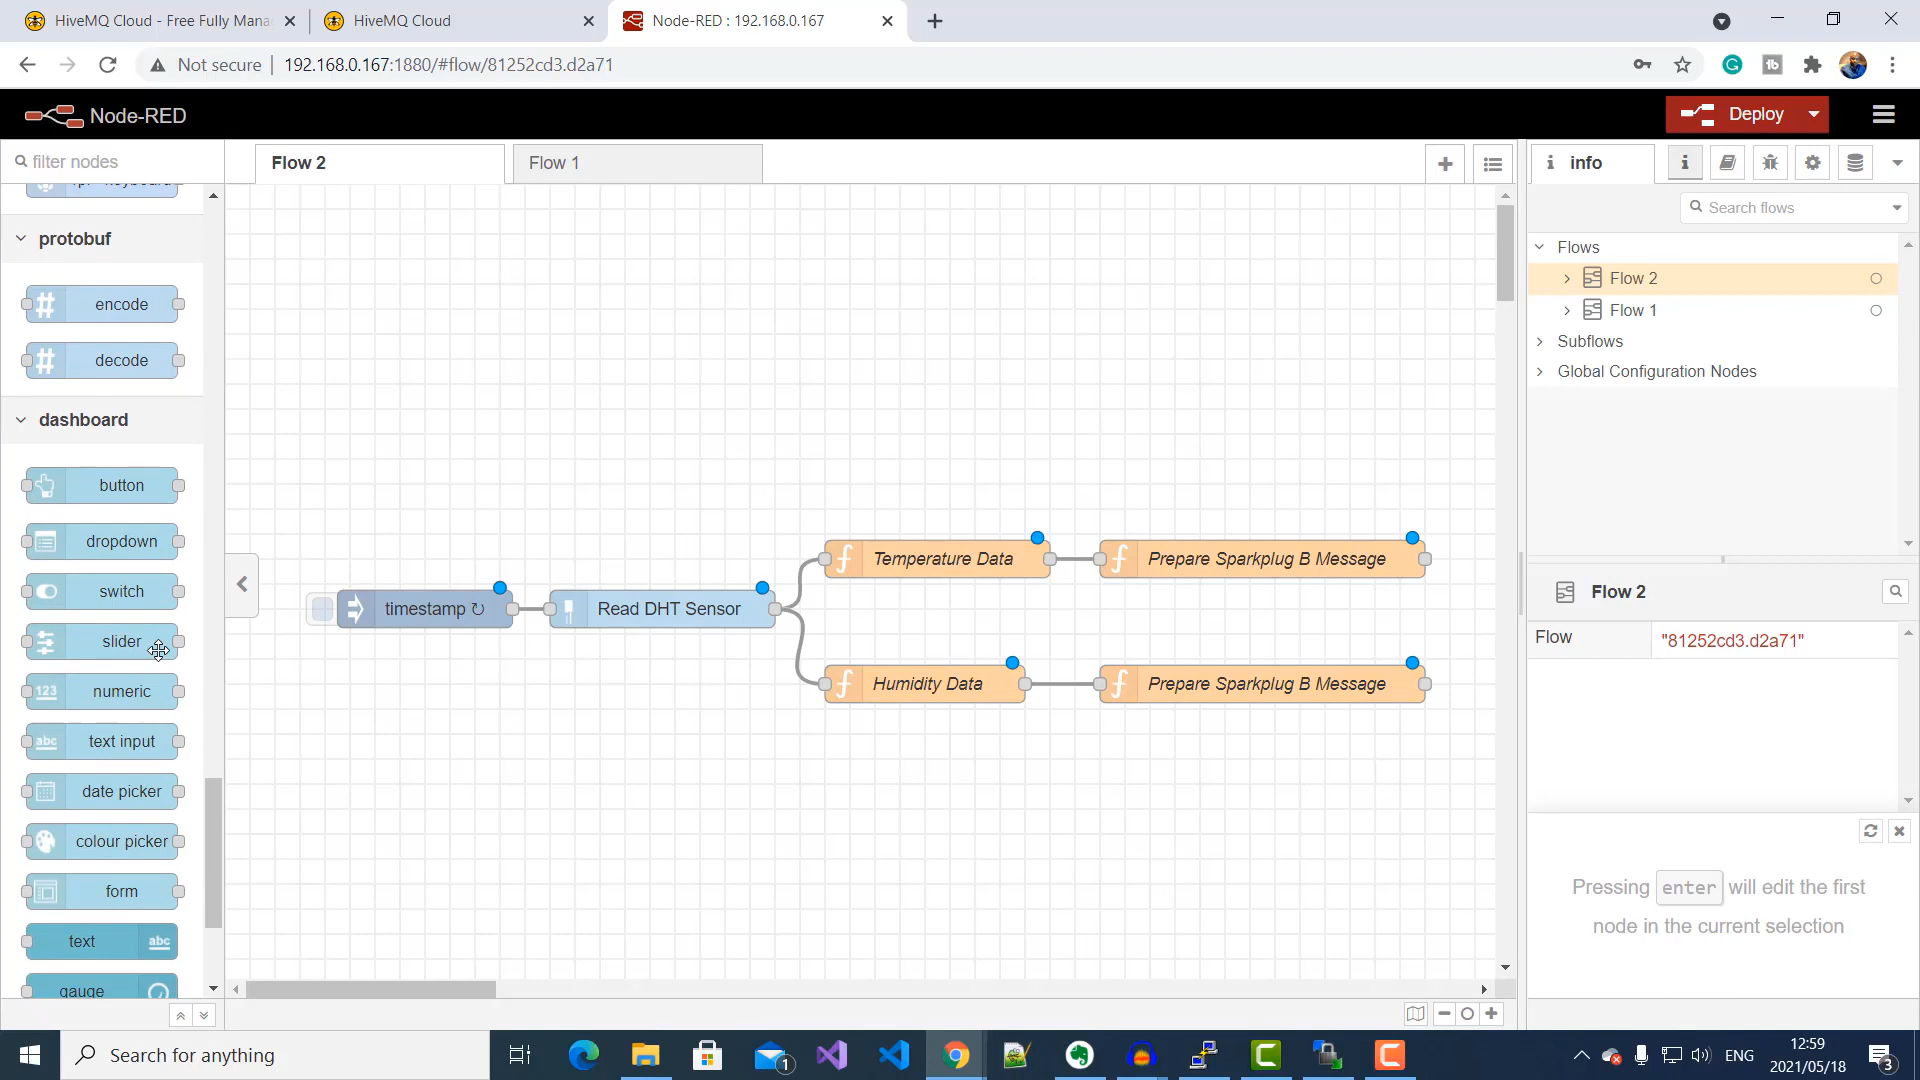 HiveMQ Cloud - Free Fully Mana
HiveMQ Cloud
Node-RED : 192.168.0.167
Not secure
192.168.0.167:1880/#flow/81252cd3.d2a71
Node-RED
Deploy
filter nodes
Flow 2
Flow 1
info
Search flows
protobuf
encode
decode
dashboard
button
dropdown
switch
slider
123 numeric
abc text input
date picker
colour picker
form
text abc
gauge
timestamp ↻
Read DHT Sensor
Temperature Data
Prepare Sparkplug B Message
Humidity Data
Prepare Sparkplug B Message
Flows
Flow 2
Flow 1
Subflows
Global Configuration Nodes
Flow 2
Flow
"81252cd3.d2a71"
Pressing enter will edit the first
node in the current selection
Search for anything
1
ENG
12:59
2021/05/18
3